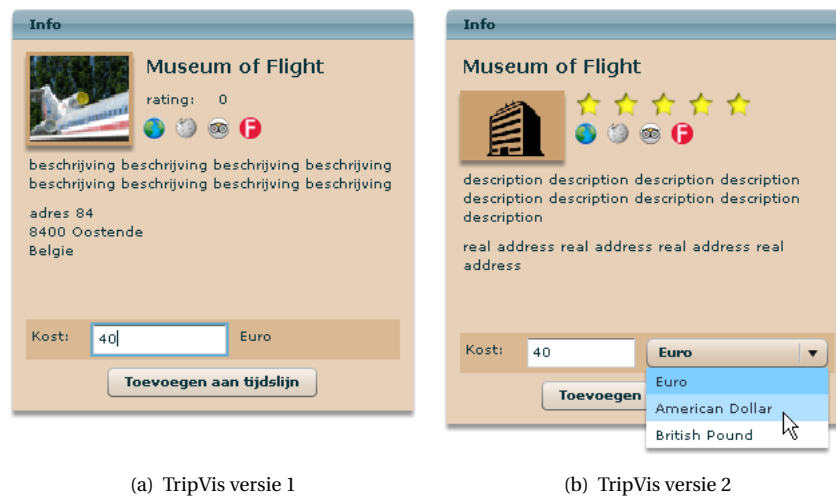 Info
Museum of Flight
rating: 0
F
beschrijving beschrijving beschrijving beschrijving
beschrijving beschrijving beschrijving beschrijving
adres 84
8400 Oostende
Belgie
Kost: 40 Euro
Toevoegen aan tijdslijn
(a) TripVis versie 1
Info
Museum of Flight
F
description description description description
description description description description
description
real address real address real address real
address
Kost: 40 Euro
Euro
American Dollar
British Pound
Toevoegen
(b) TripVis versie 2